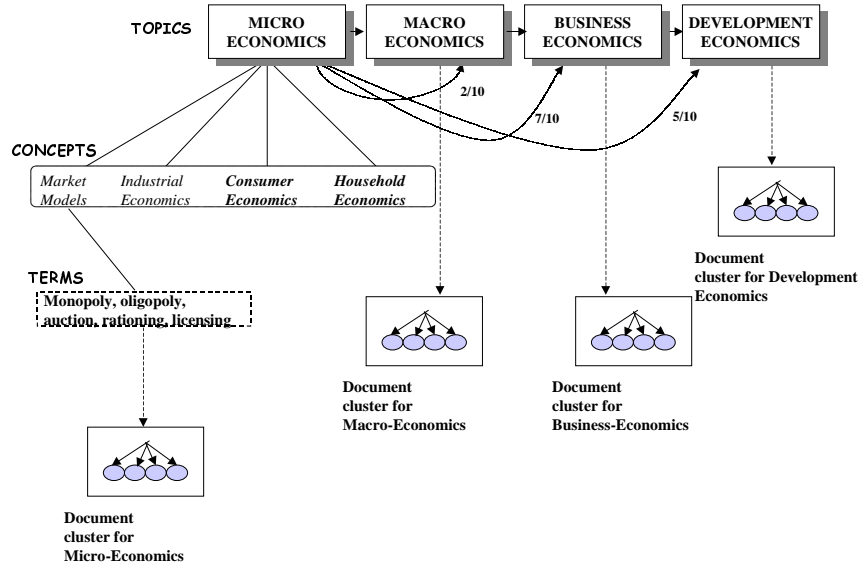 TOPICS
MICRO
ECONOMICS
MACRO
ECONOMICS
BUSINESS
ECONOMICS
DEVELOPMENT
ECONOMICS
2/10
7/10
5/10
CONCEPTS
Market
Models
Industrial
Economics
Consumer
Economics
Household
Economics
TERMS
Monopoly, oligopoly,
auction, rationing, licensing
Document
cluster for Development
Economics
Document
cluster for
Macro-Economics
Document
cluster for
Business-Economics
Document
cluster for
Micro-Economics